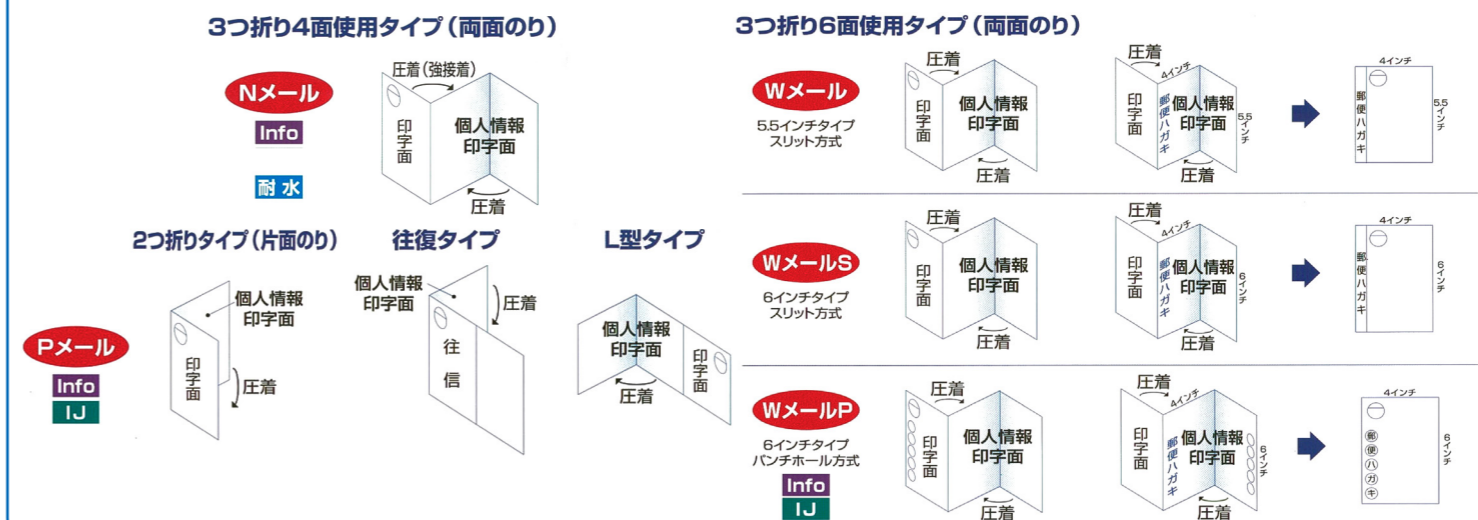 3つ折り4面使用タイプ（両面のり）
Nメール
Info
耐水
圧着（強接着）
印字面
個人情報
印字面
圧着
2つ折りタイプ（片面のり）
往復タイプ
L型タイプ
Pメール
Info
IJ
個人情報
印字面
印字面
圧着
個人情報
印字面
圧着
往信
個人情報
印字面
印字面
圧着
3つ折り6面使用タイプ（両面のり）
Wメール
5.5インチタイプ
スリット方式
圧着
印字面
個人情報
印字面
圧着
圧着
4インチ
印字面
郵便ハガキ
個人情報
印字面
5.5インチ
圧着
4インチ
郵便ハガキ
5.5インチ
WメールS
6インチタイプ
スリット方式
圧着
印字面
個人情報
印字面
圧着
圧着
4インチ
印字面
郵便ハガキ
個人情報
印字面
6インチ
圧着
4インチ
郵便ハガキ
6インチ
WメールP
6インチタイプ
パンチホール方式
Info
IJ
圧着
印字面
個人情報
印字面
圧着
圧着
4インチ
印字面
郵便ハガキ
個人情報
印字面
6インチ
圧着
4インチ
郵便ハガキ
6インチ